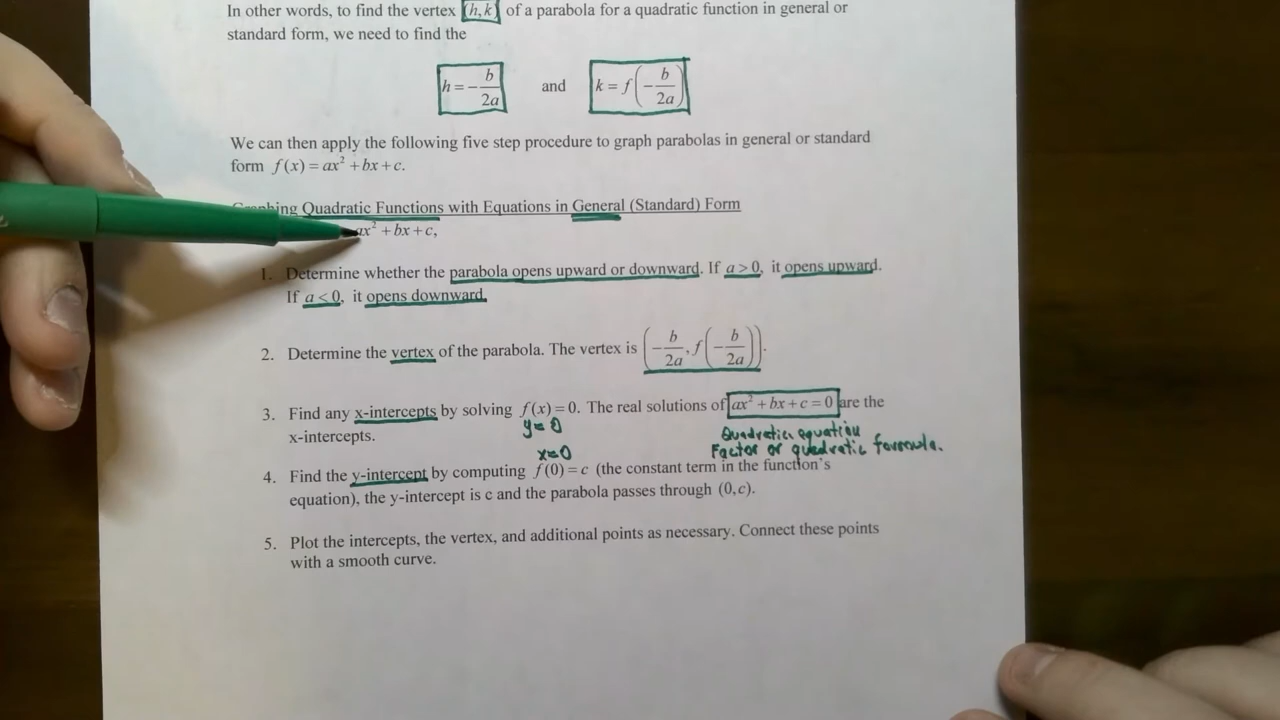 In other words, to find the vertex (h, k) of a parabola for a quadratic function in general or
standard form, we need to find the
h = -b/2a and k = f(-b/2a)
We can then apply the following five step procedure to graph parabolas in general or standard
form f(x) = ax² + bx + c.
Quadratic Functions with Equations in General (Standard) Form
ax² + bx + c,
1. Determine whether the parabola opens upward or downward. If a > 0, it opens upward.
If a < 0, it opens downward.
2. Determine the vertex of the parabola. The vertex is (-b/2a, f(-b/2a)).
3. Find any x-intercepts by solving f(x) = 0. The real solutions of ax² + bx + c = 0 are the
x-intercepts.
y=0
Quadratic equation
Factor or quadratic formula.
x=0
4. Find the y-intercept by computing f(0) = c (the constant term in the function's
equation), the y-intercept is c and the parabola passes through (0, c).
5. Plot the intercepts, the vertex, and additional points as necessary. Connect these points
with a smooth curve.